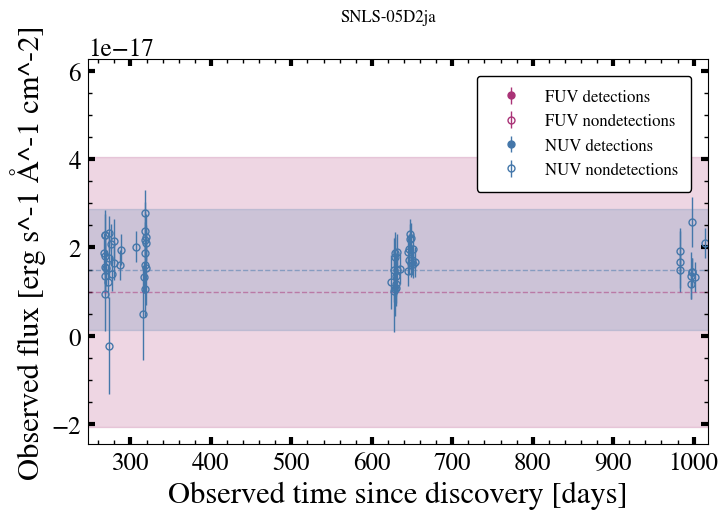 SNLS-05D2ja
1e−17
6
4
2
0
−2
Observed flux [erg s^-1 Å^-1 cm^-2]
FUV detections
FUV nondetections
NUV detections
NUV nondetections
300 400 500 600 700 800 900 1000
Observed time since discovery [days]